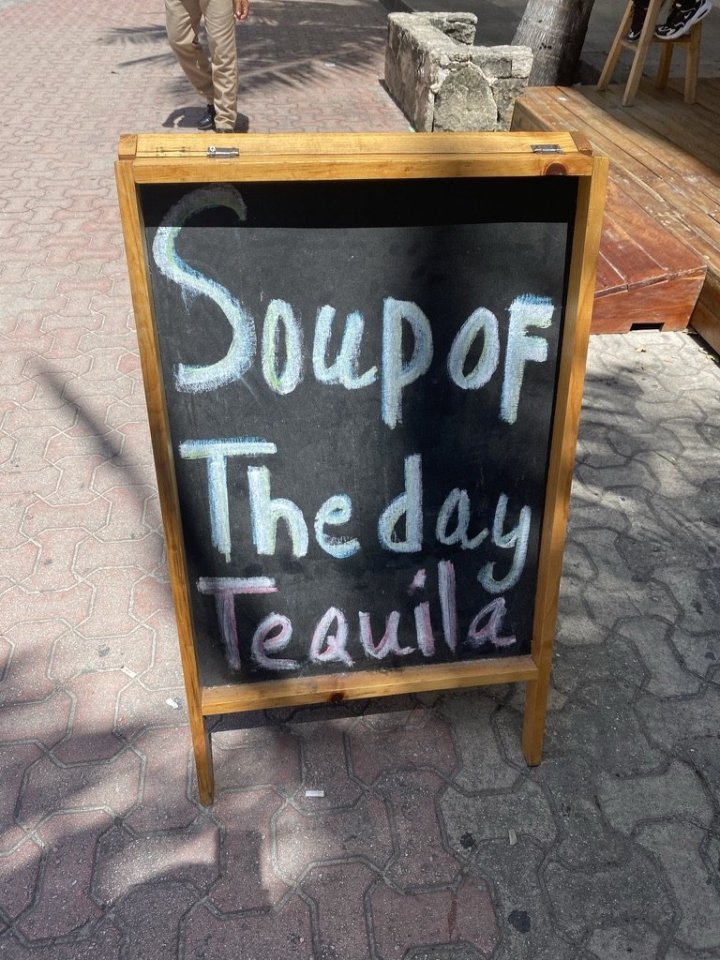 Soup OF
The day
Tequila